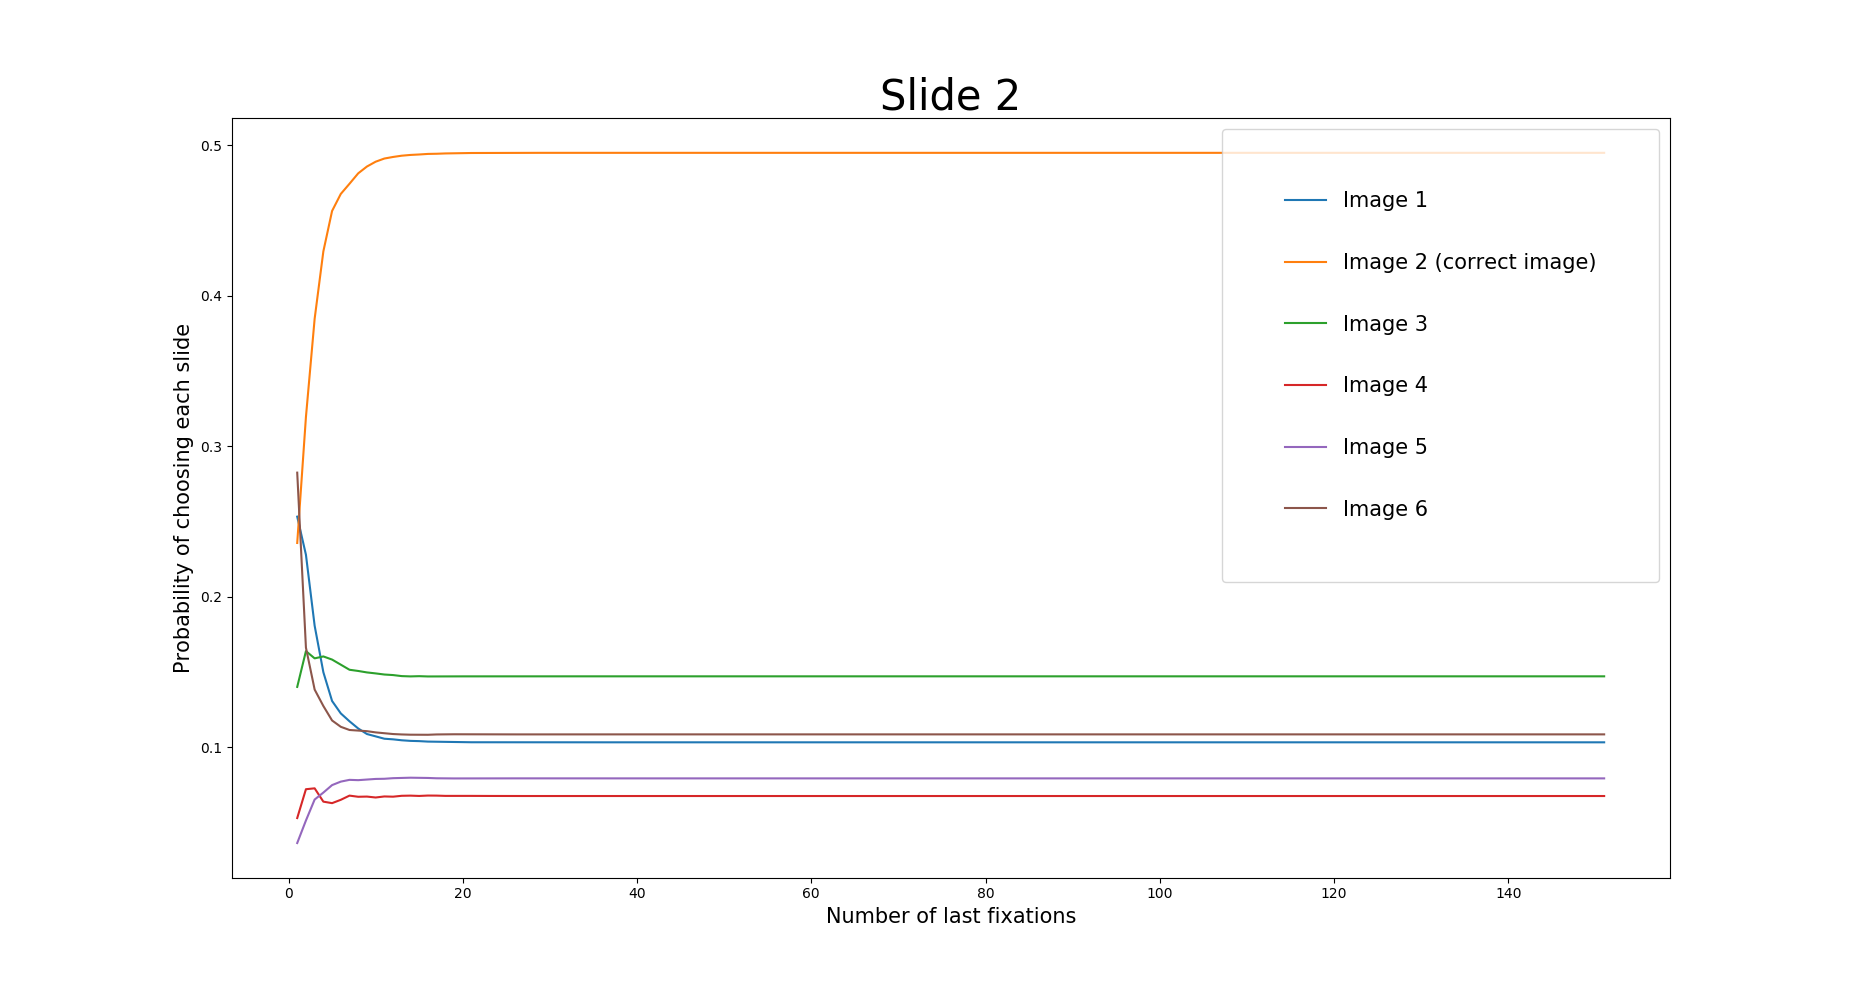 Slide 2
0.5
0.4
0.3
0.2
0.1
Probability of choosing each slide
Image 1
Image 2 (correct image)
Image 3
Image 4
Image 5
Image 6
0 20 40 60 80 100 120 140
Number of last fixations